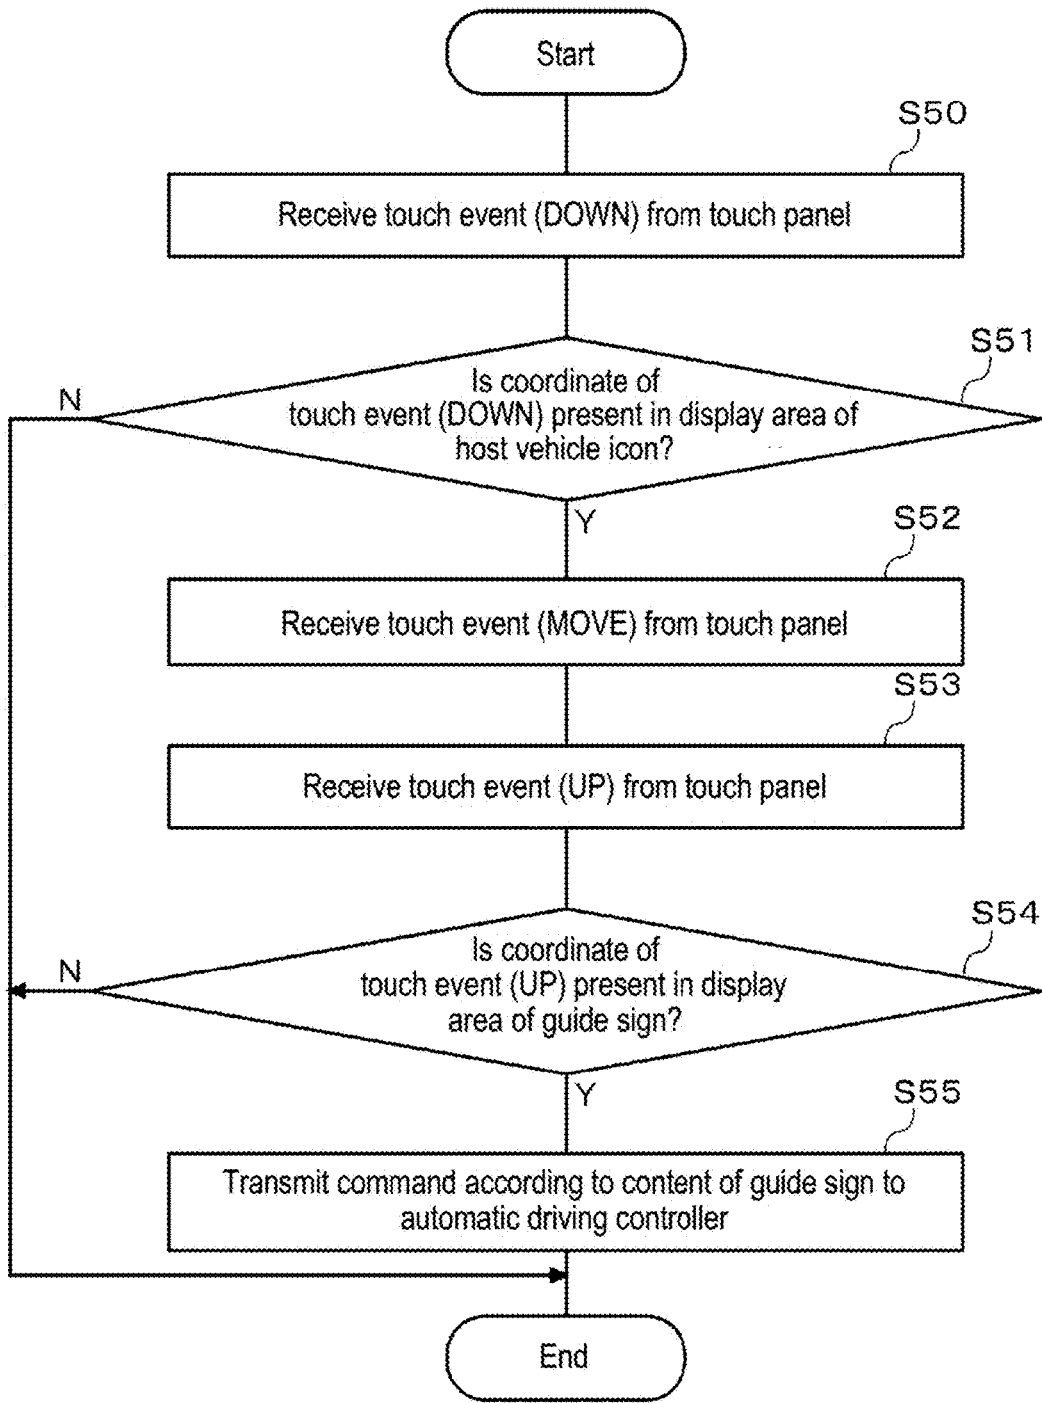 Start
S50
Receive touch event (DOWN) from touch panel
S51
N
Is coordinate of
touch event (DOWN) present in display area of
host vehicle icon?
Y
S52
Receive touch event (MOVE) from touch panel
S53
Receive touch event (UP) from touch panel
S54
N
Is coordinate of
touch event (UP) present in display
area of guide sign?
Y
S55
Transmit command according to content of guide sign to
automatic driving controller
End